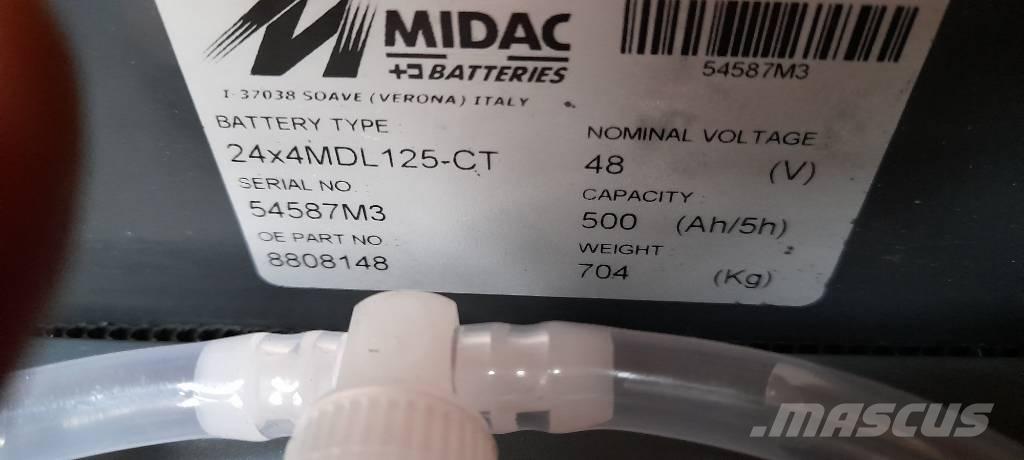 MIDAC
BATTERIES
I-37038 SOAVE (VERONA) ITALY
54587M3
BATTERY TYPE
24x4MDL125-CT
SERIAL NO.
54587M3
OE PART NO.
8808148
NOMINAL VOLTAGE
48 (V)
CAPACITY
500 (Ah/5h)
WEIGHT
704 (Kg)
.MASCUS